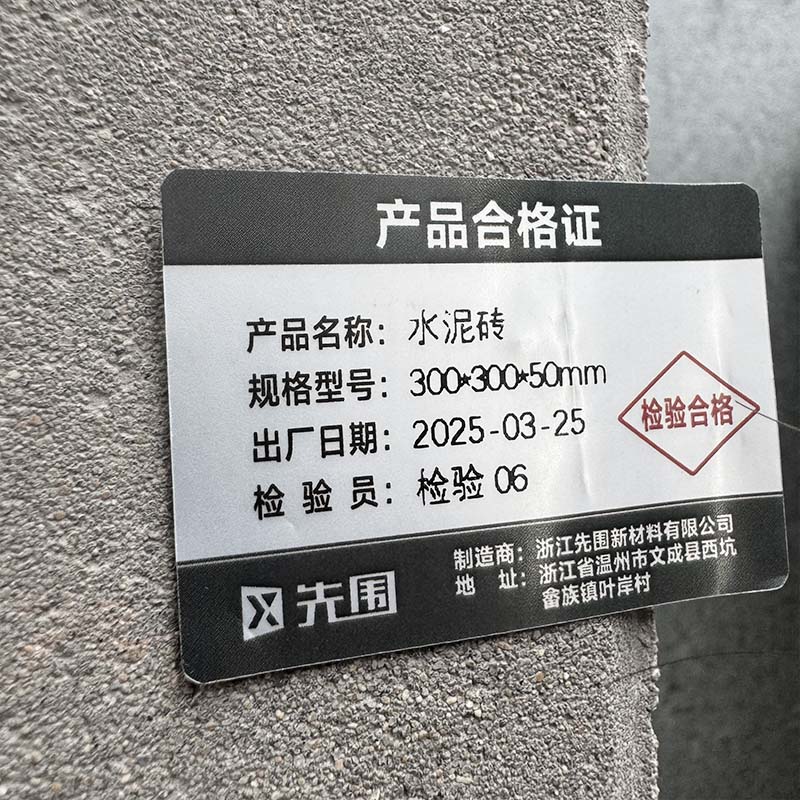 产品合格证
产品名称：水泥砖
规格型号：300*300*50mm
出厂日期：2025-03-25
检验员：检验06
检验合格
先围
制造商：浙江先围新材料有限公司
地址：浙江省温州市文成县西坑
畲族镇叶岸村